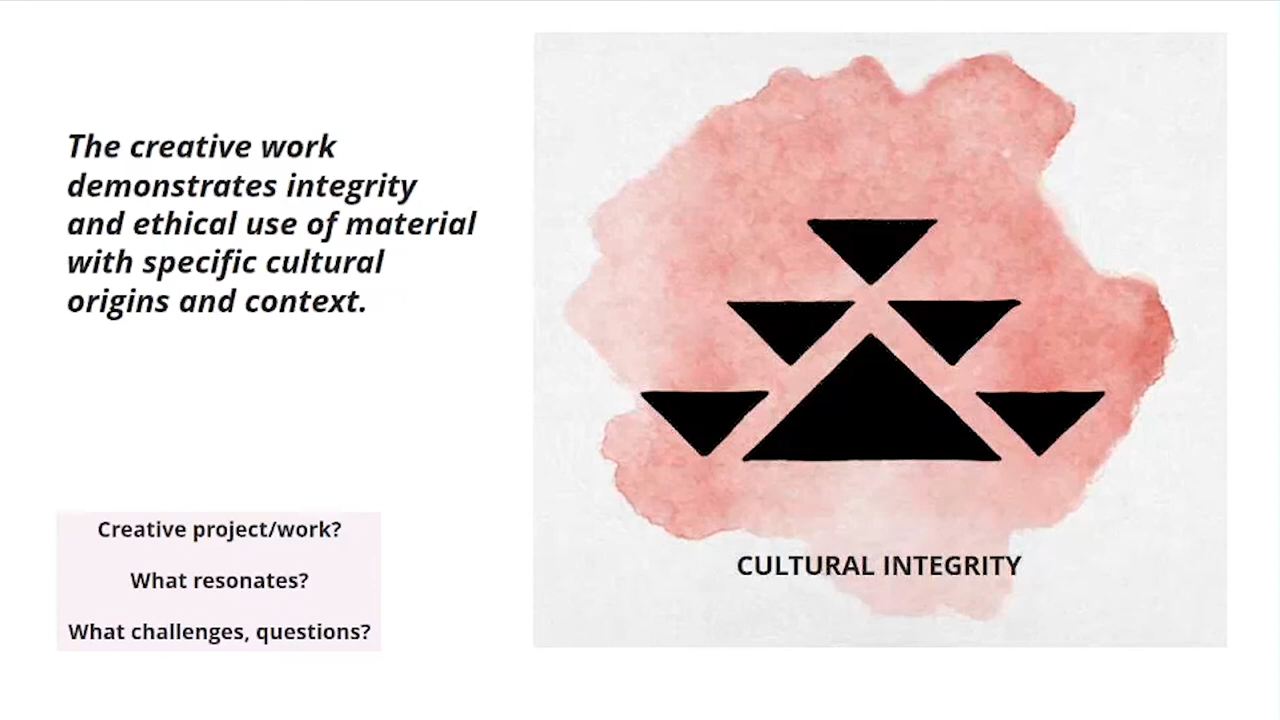 The creative work
demonstrates integrity
and ethical use of material
with specific cultural
origins and context.
Creative project/work?
What resonates?
What challenges, questions?
CULTURAL INTEGRITY